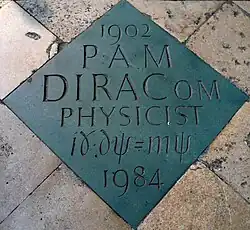 1902
P·A·M
DIRAC OM
PHYSICIST
iγ·∂ψ=mψ
1984